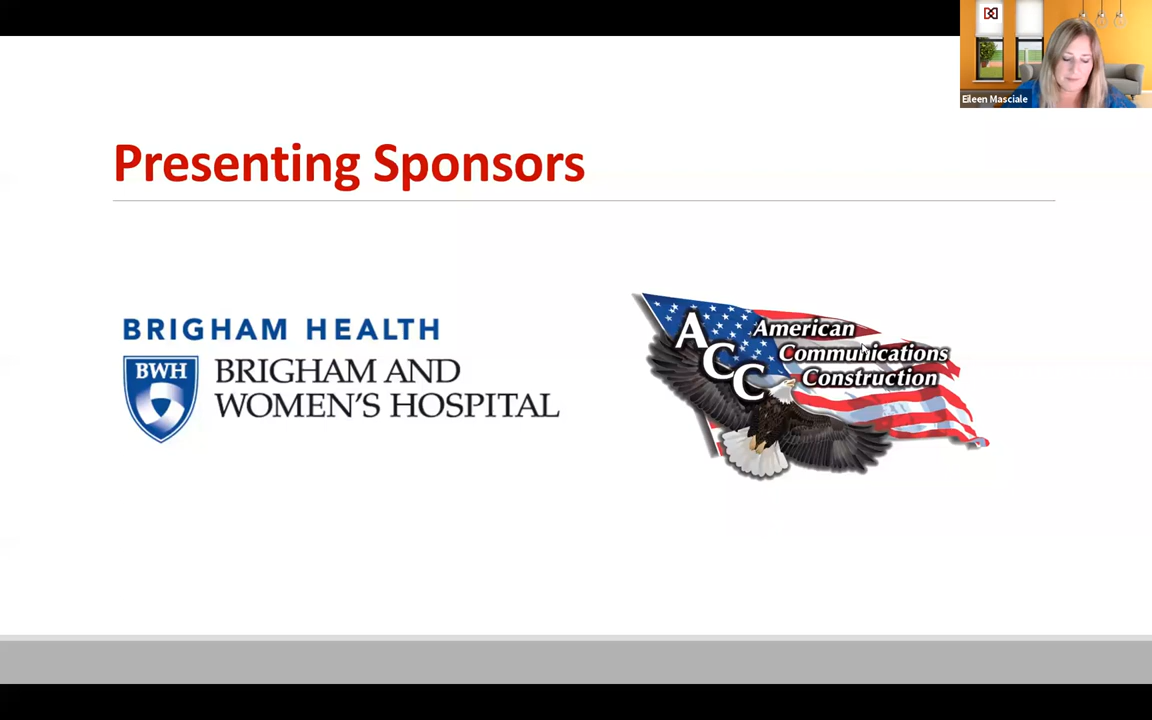 Eileen Masciale
Presenting Sponsors
BRIGHAM HEALTH
BWH
BRIGHAM AND
WOMEN'S HOSPITAL
ACC
American
Communications
Construction